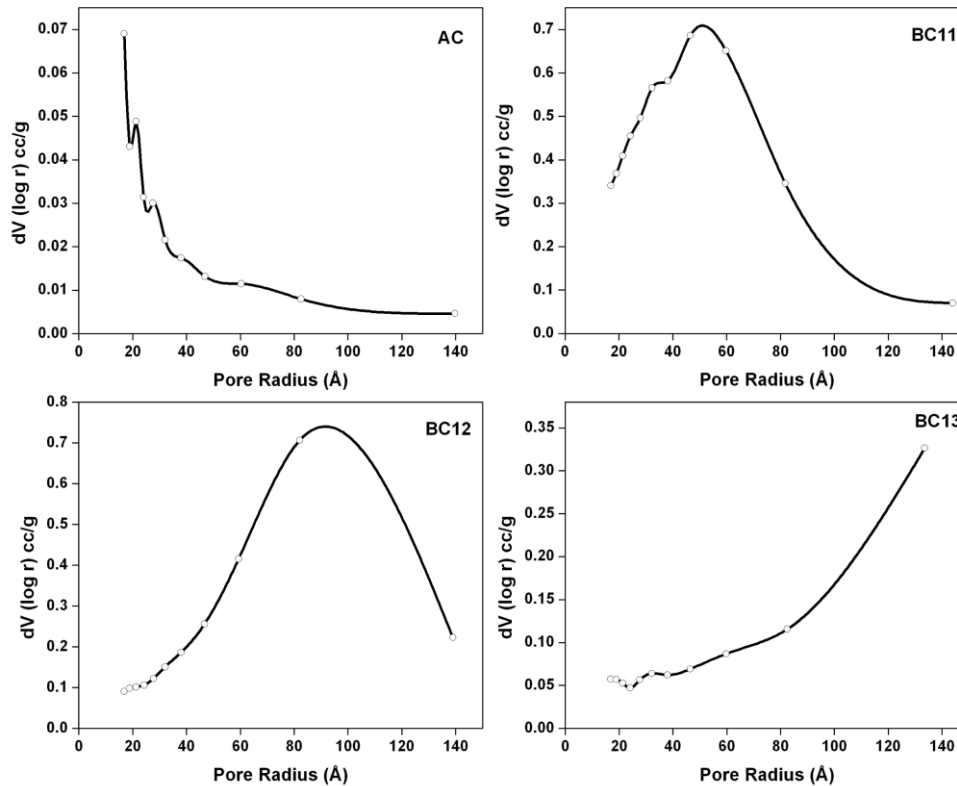 AC
dV (log r) cc/g
0.07
0.06
0.05
0.04
0.03
0.02
0.01
0.00
0 20 40 60 80 100 120 140
Pore Radius (Å)
BC11
dV (log r) cc/g
0.7
0.6
0.5
0.4
0.3
0.2
0.1
0.0
0 20 40 60 80 100 120 140
Pore Radius (Å)
BC12
dV (log r) cc/g
0.8
0.7
0.6
0.5
0.4
0.3
0.2
0.1
0.0
0 20 40 60 80 100 120 140
Pore Radius (Å)
BC13
dV (log r) cc/g
0.35
0.30
0.25
0.20
0.15
0.10
0.05
0.00
0 20 40 60 80 100 120 140
Pore Radius (Å)